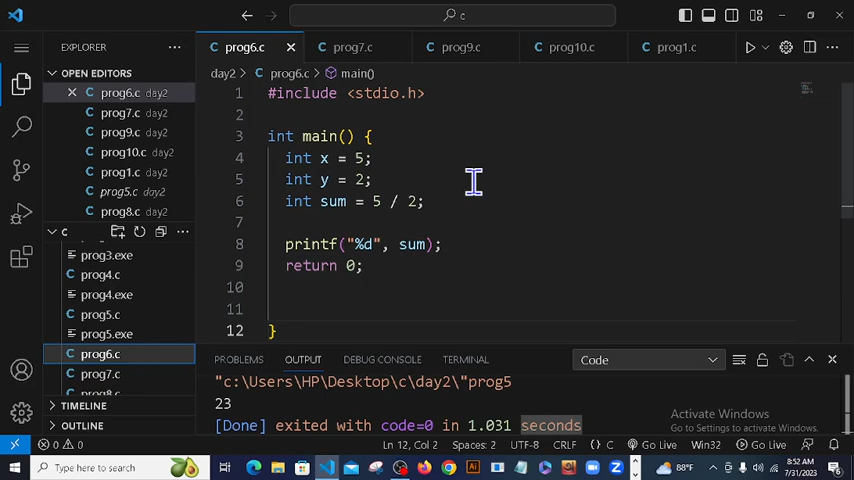 c
EXPLORER
prog6.c
prog7.c
prog9.c
prog10.c
prog1.c
day2 > prog6.c > main()
OPEN EDITORS
prog6.c day2
prog7.c day2
prog9.c day2
prog10.c day2
prog1.c day2
prog5.c day2
prog8.c day2
C
prog3.exe
prog4.c
prog4.exe
prog5.c
prog5.exe
prog6.c
prog7.c
prog8.c
TIMELINE
OUTLINE
1 #include <stdio.h>
2
3 int main() {
4 int x = 5;
5 int y = 2;
6 int sum = 5 / 2;
7
8 printf("%d", sum);
9 return 0;
10
11
12 }
PROBLEMS OUTPUT DEBUG CONSOLE TERMINAL Code
"c:\Users\HP\Desktop\c\day2\"prog5
23
[Done] exited with code=0 in 1.031 seconds
Activate Windows
Go to Settings to activate Windows.
0 0 Ln 12, Col 2 Spaces: 2 UTF-8 CRLF {} C Go Live Win32 Go Live
Type here to search 88°F 8:52 AM
7/31/2023